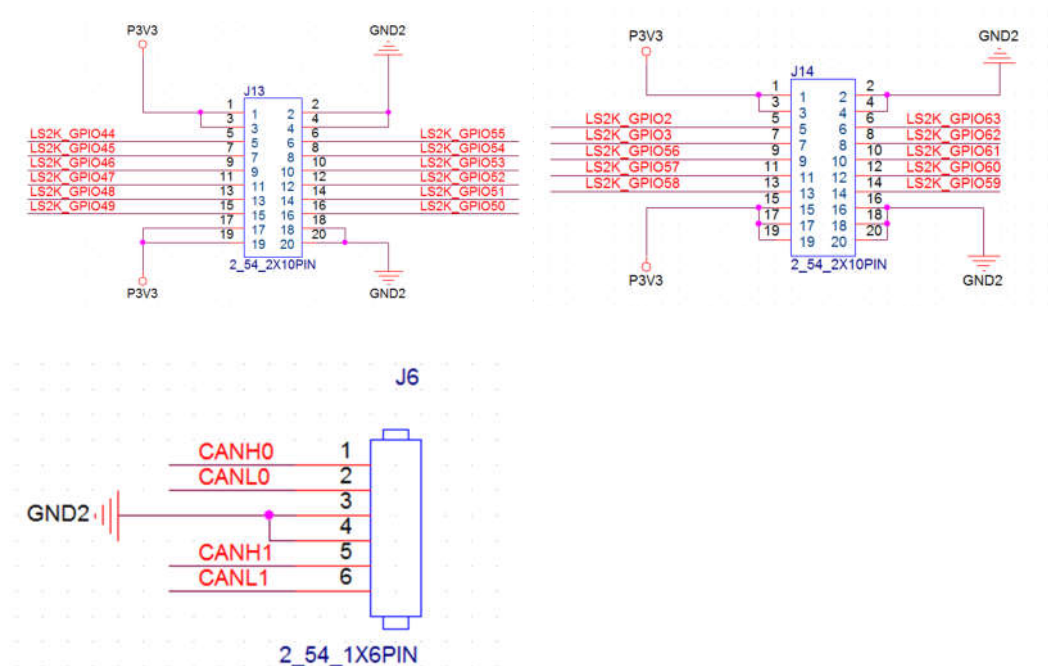 P3V3 GND2
J13
1 1 2 2
3 3 4 4
LS2K_GPIO44 5 5 6 6 LS2K_GPIO55
LS2K_GPIO45 7 7 8 8 LS2K_GPIO54
LS2K_GPIO46 9 9 10 10 LS2K_GPIO53
LS2K_GPIO47 11 11 12 12 LS2K_GPIO52
LS2K_GPIO48 13 13 14 14 LS2K_GPIO51
LS2K_GPIO49 15 15 16 16 LS2K_GPIO50
17 17 18 18
19 19 20 20
2_54_2X10PIN
P3V3 GND2
P3V3 GND2
J14
1 1 2 2
3 3 4 4
LS2K_GPIO2 5 5 6 6 LS2K_GPIO63
LS2K_GPIO3 7 7 8 8 LS2K_GPIO62
LS2K_GPIO56 9 9 10 10 LS2K_GPIO61
LS2K_GPIO57 11 11 12 12 LS2K_GPIO60
LS2K_GPIO58 13 13 14 14 LS2K_GPIO59
15 15 16 16
17 17 18 18
19 19 20 20
2_54_2X10PIN
P3V3 GND2
J6
CANH0 1
CANL0 2
GND2 3
4
CANH1 5
CANL1 6
2_54_1X6PIN